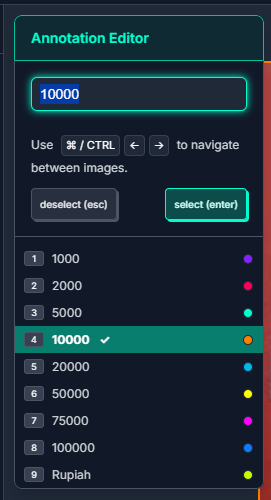 Annotation Editor
10000
Use ⌘ / CTRL ← → to navigate
between images.
deselect (esc) select (enter)
1 1000
2 2000
3 5000
4 10000 ✓
5 20000
6 50000
7 75000
8 100000
9 Rupiah